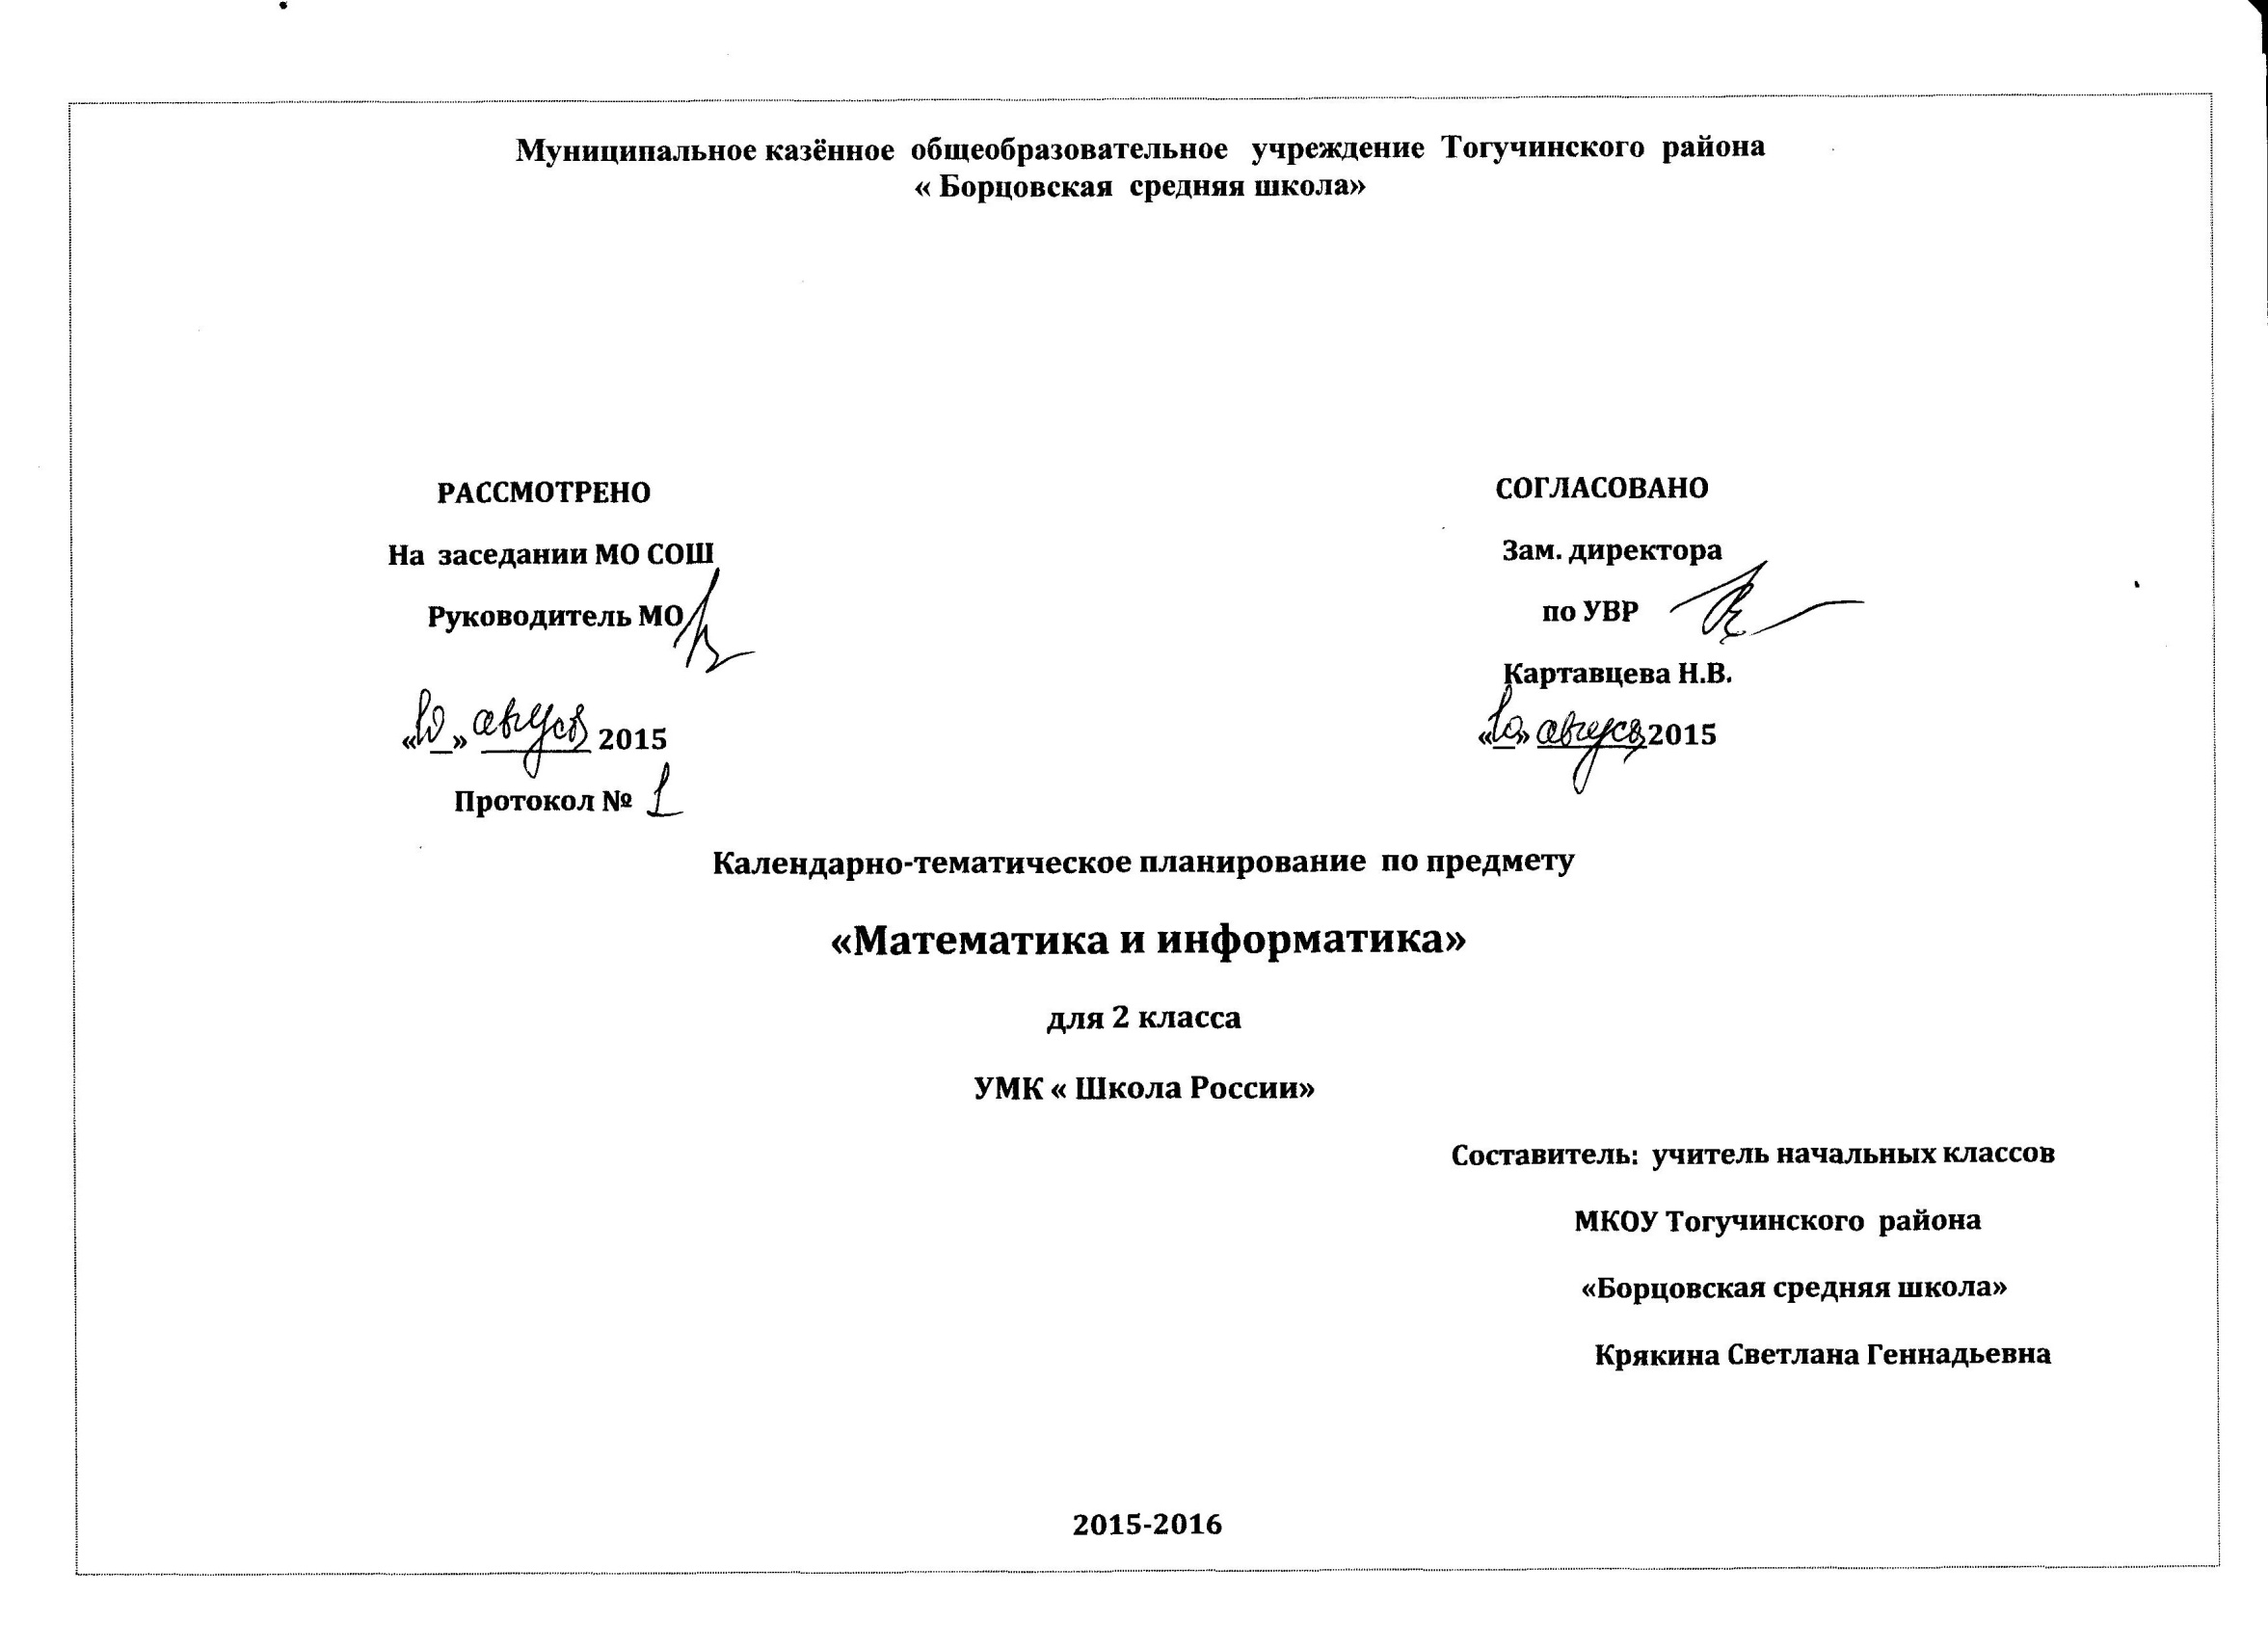 Муниципальное казённое общеобразовательное учреждение Тогучинского района
« Борцовская средняя школа»
РАССМОТРЕНО
На заседании МО СОШ
Руководитель МО
«10» август 2015
Протокол № 1
СОГЛАСОВАНО
Зам. директора
по УВР
Картавцева Н.В.
«10» август 2015
Календарно-тематическое планирование по предмету
«Математика и информатика»
для 2 класса
УМК « Школа России»
Составитель: учитель начальных классов
МКОУ Тогучинского района
«Борцовская средняя школа»
Крякина Светлана Геннадьевна
2015-2016